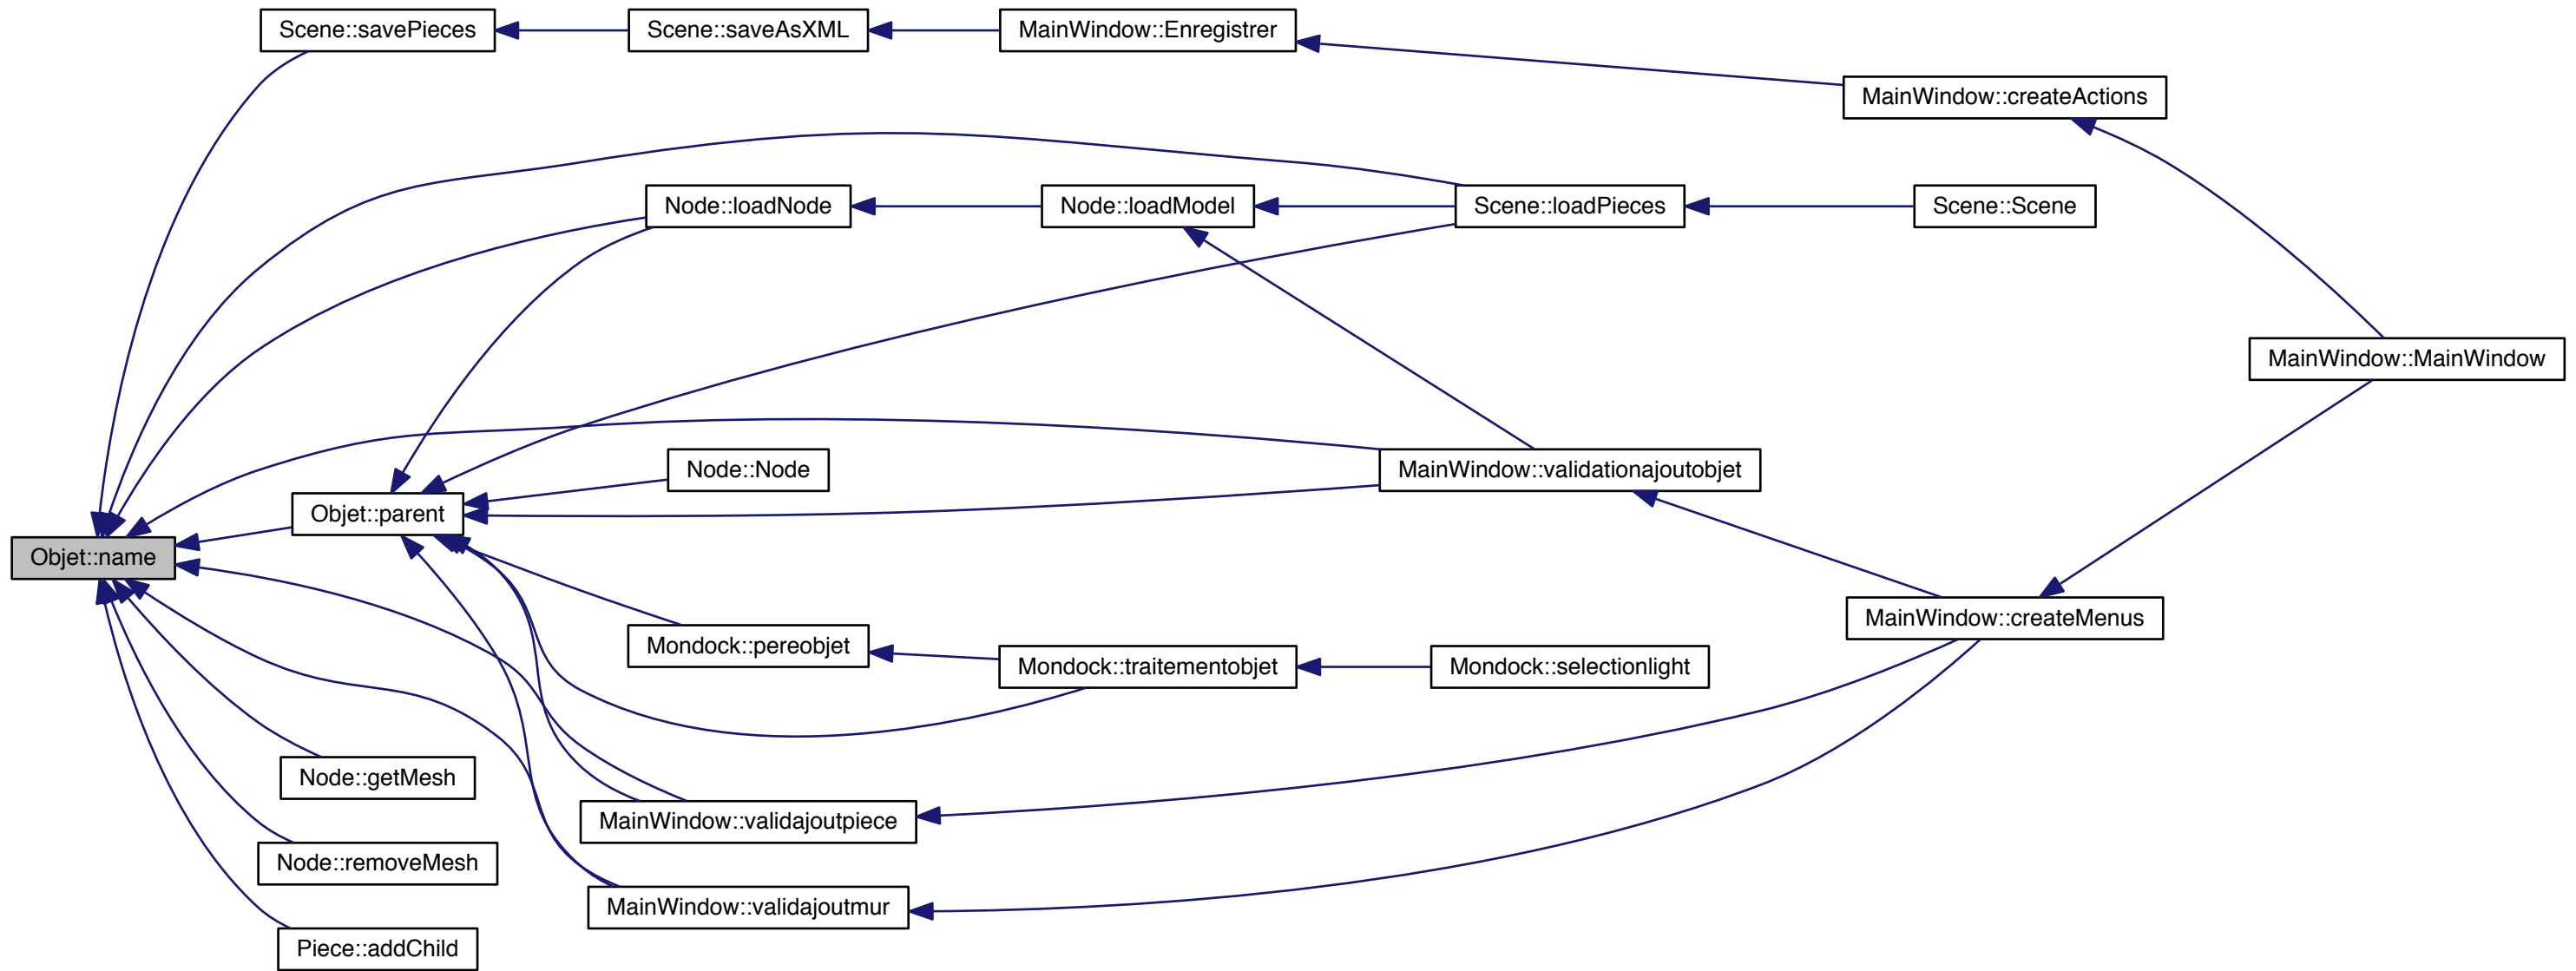 Scene::savePieces
Scene::saveAsXML
MainWindow::Enregistrer
MainWindow::createActions
Node::loadNode
Node::loadModel
Scene::loadPieces
Scene::Scene
MainWindow::MainWindow
Node::Node
MainWindow::validationajoutobjet
Objet::parent
Objet::name
MainWindow::createMenus
Mondock::pereobjet
Mondock::traitementobjet
Mondock::selectionlight
Node::getMesh
MainWindow::validajoutpiece
Node::removeMesh
MainWindow::validajoutmur
Piece::addChild